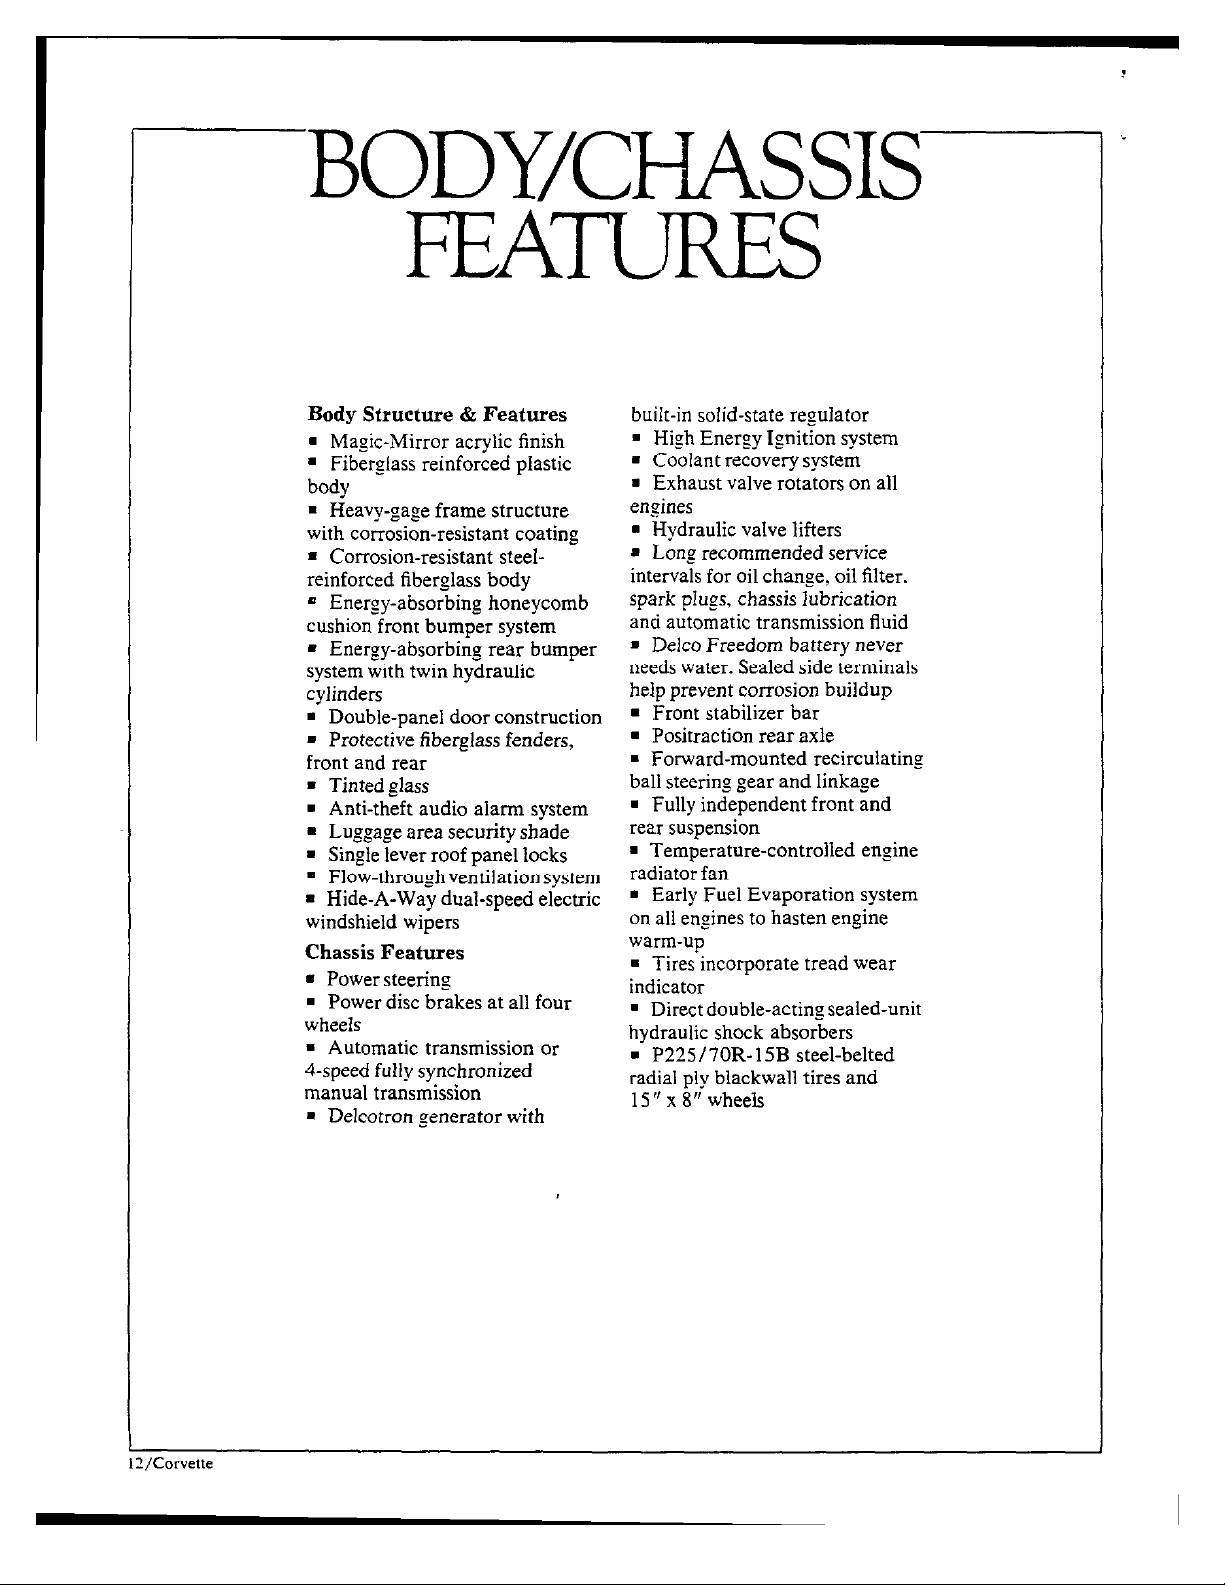 BODY/CHASSIS
FEATURES
Body Structure & Features
▪ Magic-Mirror acrylic finish
▪ Fiberglass reinforced plastic
body
▪ Heavy-gage frame structure
with corrosion-resistant coating
▪ Corrosion-resistant steel-
reinforced fiberglass body
▪ Energy-absorbing honeycomb
cushion front bumper system
▪ Energy-absorbing rear bumper
system with twin hydraulic
cylinders
▪ Double-panel door construction
▪ Protective fiberglass fenders,
front and rear
▪ Tinted glass
▪ Anti-theft audio alarm system
▪ Luggage area security shade
▪ Single lever roof panel locks
▪ Flow-through ventilation system
▪ Hide-A-Way dual-speed electric
windshield wipers
Chassis Features
▪ Power steering
▪ Power disc brakes at all four
wheels
▪ Automatic transmission or
4-speed fully synchronized
manual transmission
▪ Delcotron generator with
built-in solid-state regulator
▪ High Energy Ignition system
▪ Coolant recovery system
▪ Exhaust valve rotators on all
engines
▪ Hydraulic valve lifters
▪ Long recommended service
intervals for oil change, oil filter.
spark plugs, chassis lubrication
and automatic transmission fluid
▪ Delco Freedom battery never
needs water. Sealed side terminals
help prevent corrosion buildup
▪ Front stabilizer bar
▪ Positraction rear axle
▪ Forward-mounted recirculating
ball steering gear and linkage
▪ Fully independent front and
rear suspension
▪ Temperature-controlled engine
radiator fan
▪ Early Fuel Evaporation system
on all engines to hasten engine
warm-up
▪ Tires incorporate tread wear
indicator
▪ Direct double-acting sealed-unit
hydraulic shock absorbers
▪ P225/70R-15B steel-belted
radial ply blackwall tires and
15" x 8" wheels
12/Corvette